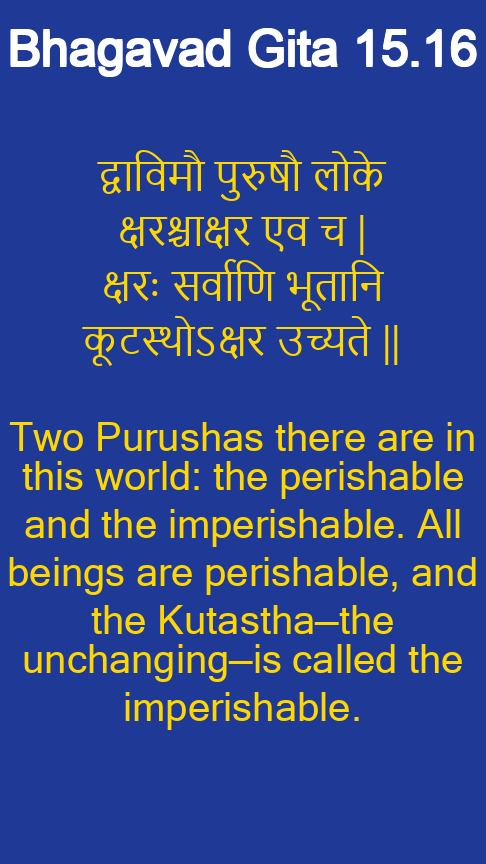 Bhagavad Gita 15.16
द्वाविमौ पुरुषौ लोके
क्षरश्चाक्षर एव च |
क्षरः सर्वाणि भूतानि
कूटस्थोऽक्षर उच्यते ||
Two Purushas there are in
this world: the perishable
and the imperishable. All
beings are perishable, and
the Kutastha—the
unchanging—is called the
imperishable.